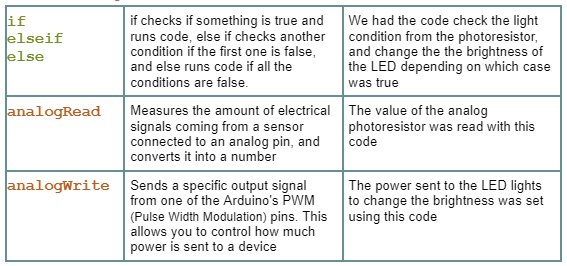 if
elseif
else
if checks if something is true and
runs code, else if checks another
condition if the first one is false,
and else runs code if all the
conditions are false.
We had the code check the light
condition from the photoresistor,
and change the the brightness of
the LED depending on which case
was true
analogRead
Measures the amount of electrical
signals coming from a sensor
connected to an analog pin, and
converts it into a number
The value of the analog
photoresistor was read with this
code
analogWrite
Sends a specific output signal
from one of the Arduino's PWM
(Pulse Width Modulation) pins. This
allows you to control how much
power is sent to a device
The power sent to the LED lights
to change the brightness was set
using this code